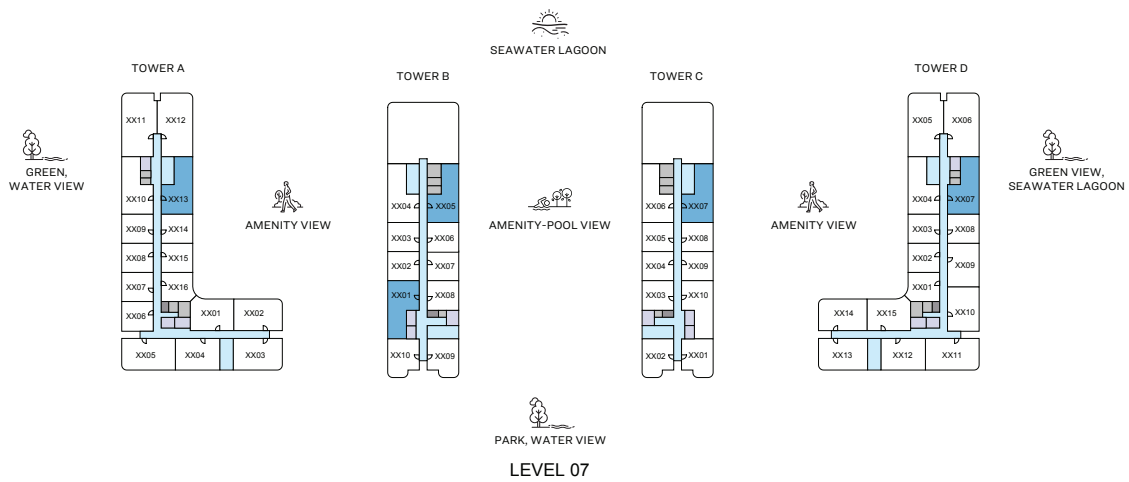 SEAWATER LAGOON
TOWER A
TOWER B
TOWER C
TOWER D
GREEN,
WATER VIEW
AMENITY VIEW
AMENITY-POOL VIEW
AMENITY VIEW
GREEN VIEW,
SEAWATER LAGOON
XX11 XX12
XX10 XX13
XX09 XX14
XX08 XX15
XX07 XX16
XX06 XX01 XX02
XX05 XX04 XX03
XX04 XX05
XX03 XX06
XX02 XX07
XX01 XX08
XX10 XX09
XX06 XX07
XX05 XX08
XX04 XX09
XX03 XX10
XX02 XX01
XX05 XX06
XX04 XX07
XX03 XX08
XX02 XX09
XX01
XX14 XX15 XX10
XX13 XX12 XX11
PARK, WATER VIEW
LEVEL 07